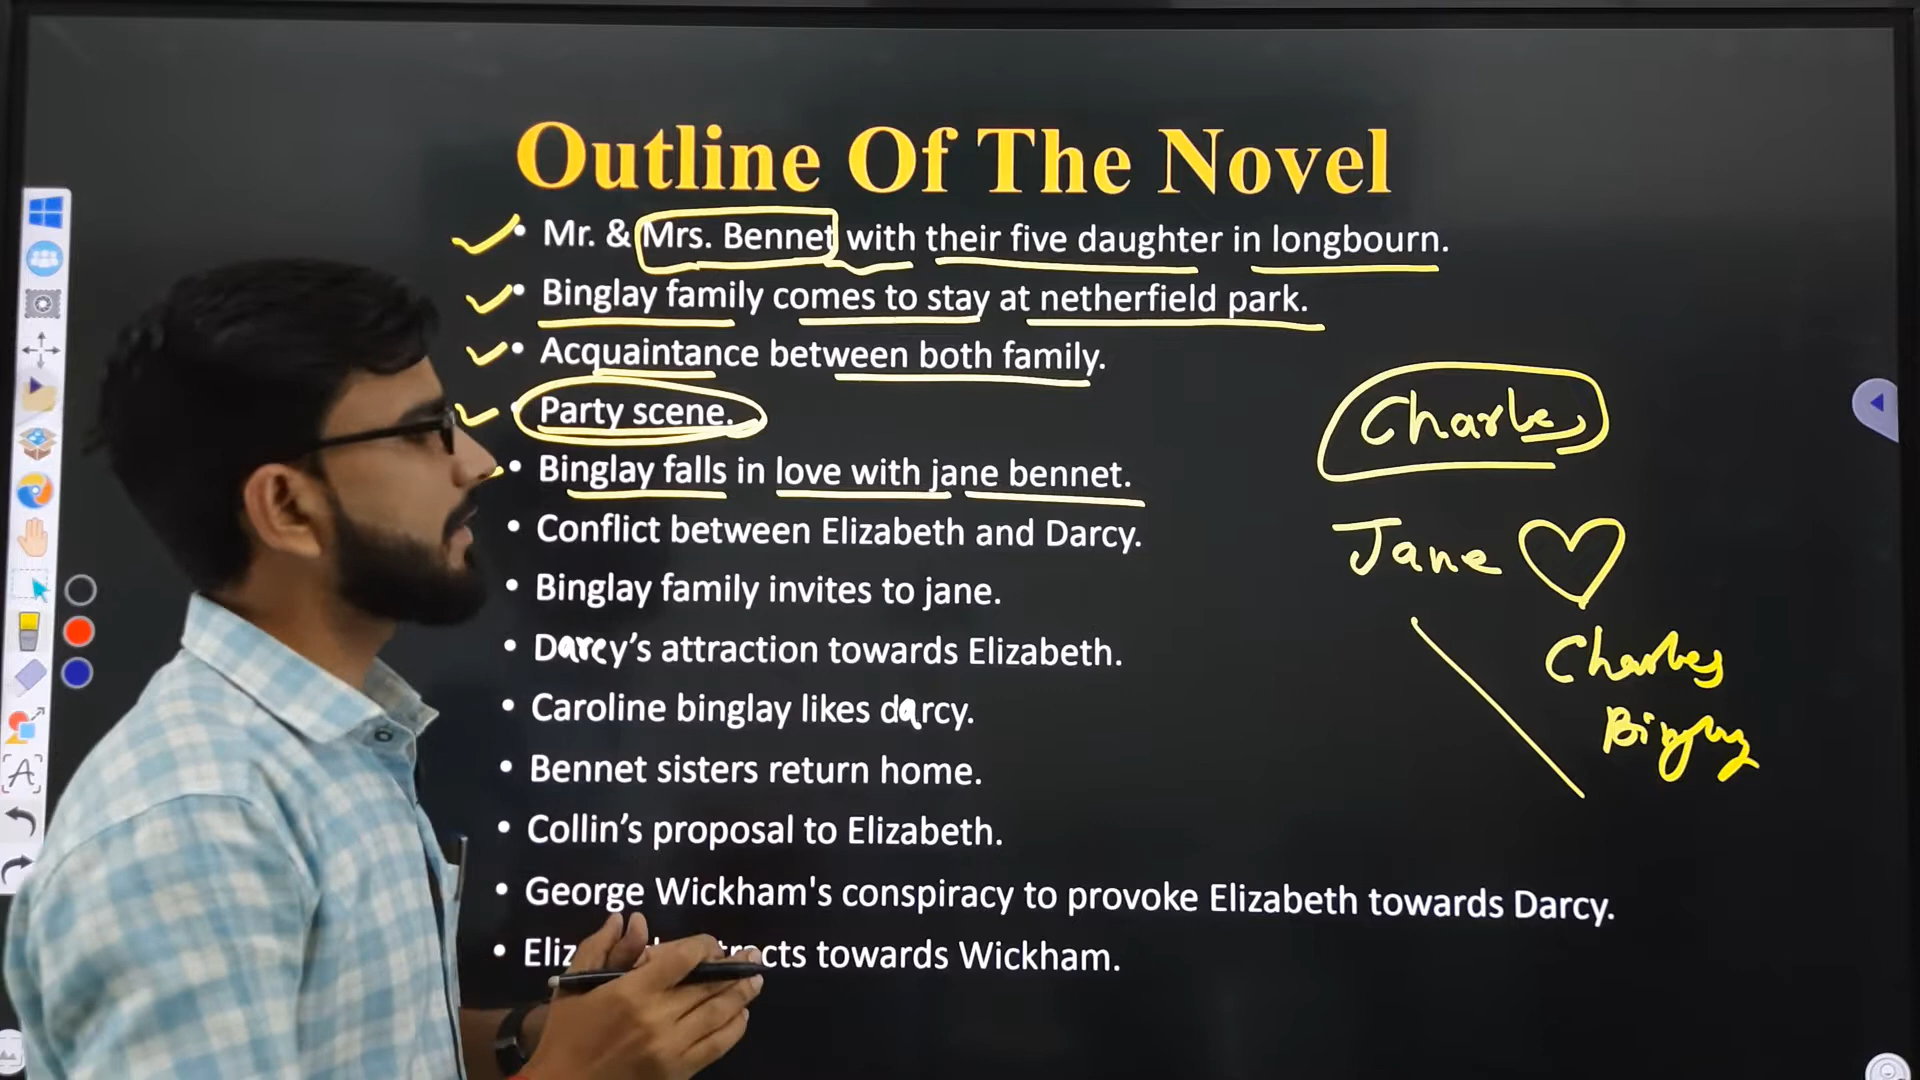 Outline Of The Novel
• Mr. & Mrs. Bennet with their five daughter in longbourn.
• Binglay family comes to stay at netherfield park.
• Acquaintance between both family.
• Party scene.
• Binglay falls in love with jane bennet.
• Conflict between Elizabeth and Darcy.
• Binglay family invites to jane.
• Darcy's attraction towards Elizabeth.
• Caroline binglay likes darcy.
• Bennet sisters return home.
• Collin's proposal to Elizabeth.
• George Wickham's conspiracy to provoke Elizabeth towards Darcy.
• towards Wickham.
Charles
Jane
Charles
Binglay
A